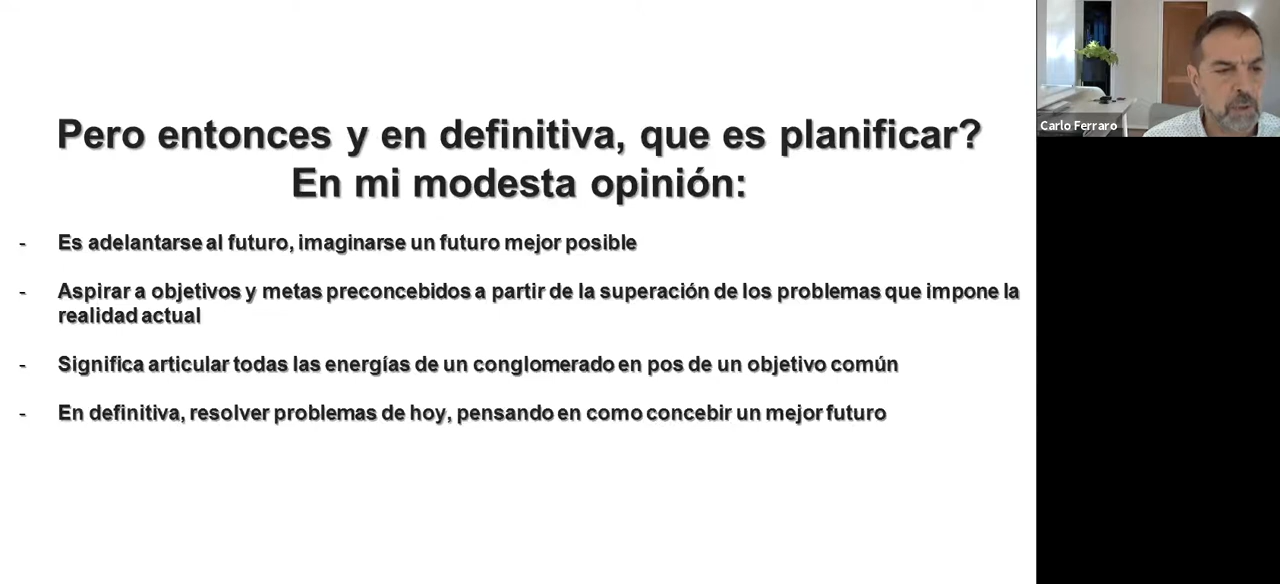 Pero entonces y en definitiva, que es planificar?
En mi modesta opinión:
- Es adelantarse al futuro, imaginarse un futuro mejor posible
- Aspirar a objetivos y metas preconcebidos a partir de la superación de los problemas que impone la
realidad actual
- Significa articular todas las energías de un conglomerado en pos de un objetivo común
- En definitiva, resolver problemas de hoy, pensando en como concebir un mejor futuro
Carlo Ferraro